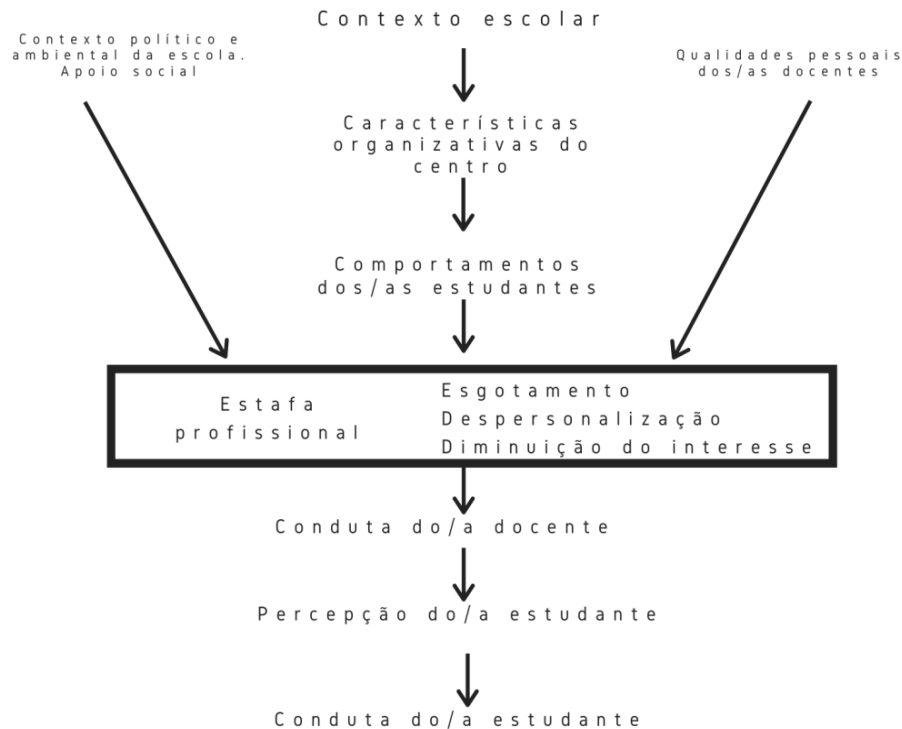 Contexto escolar
Contexto político e
ambiental da escola.
Apoio social
Qualidades pessoais
dos/as docentes
Características
organizativas do
centro
Comportamentos
dos/as estudantes
Estafa
profissional
Esgotamento
Despersonalização
Diminuição do interesse
Conduta do/a docente
Percepção do/a estudante
Conduta do/a estudante